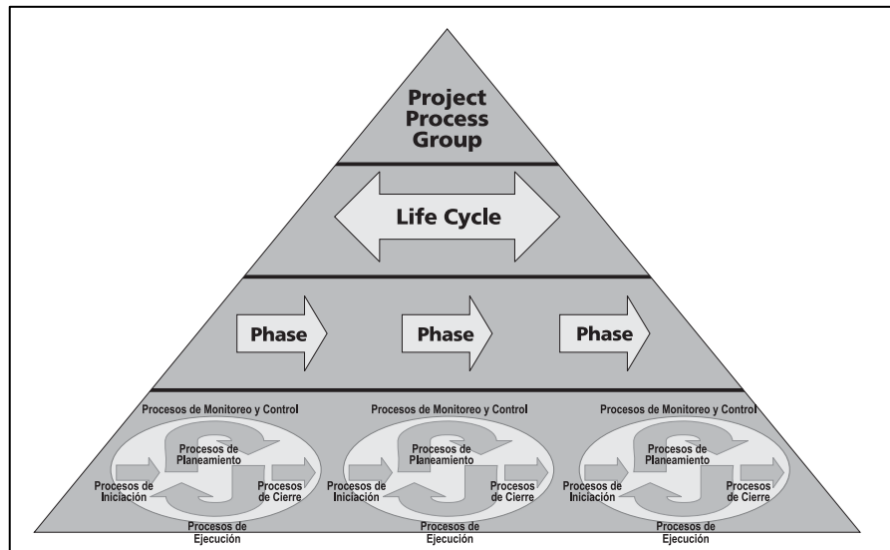 Project
Process
Group
Life Cycle
Phase
Phase
Phase
Procesos de Monitoreo y Control
Procesos de
Planeamiento
Procesos de
Iniciación
Procesos
de Cierre
Procesos de
Ejecución
Procesos de Monitoreo y Control
Procesos de
Planeamiento
Procesos de
Iniciación
Procesos
de Cierre
Procesos de
Ejecución
Procesos de Monitoreo y Control
Procesos de
Planeamiento
Procesos de
Iniciación
Procesos
de Cierre
Procesos de
Ejecución